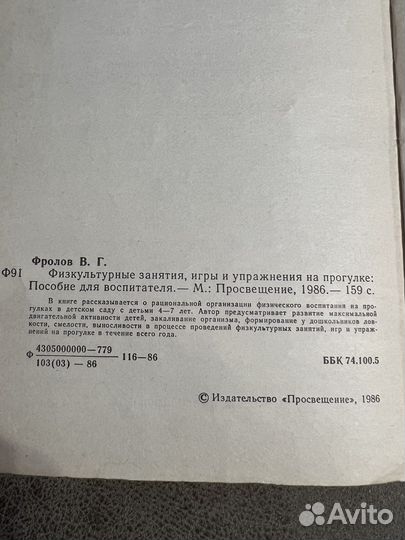 Фролов В. Г.
Ф91 Физкультурные занятия, игры и упражнения на прогулке:
Пособие для воспитателя.— М.: Просвещение, 1986.— 159 с.
В книге рассказывается о рациональной организации физического воспитания на про-
гулках в детском саду с детьми 4—7 лет. Автор предусматривает развитие максимальной
двигательной активности детей, закаливание организма, формирование у дошкольников лов-
кости, смелости, выносливости в процессе проведения физкультурных занятий, игр и упраж-
нений на прогулке в течение всего года.
4305000000—779
Ф 116—86 ББК 74.100.5
103(03) — 86
© Издательство «Просвещение», 1986
Avito